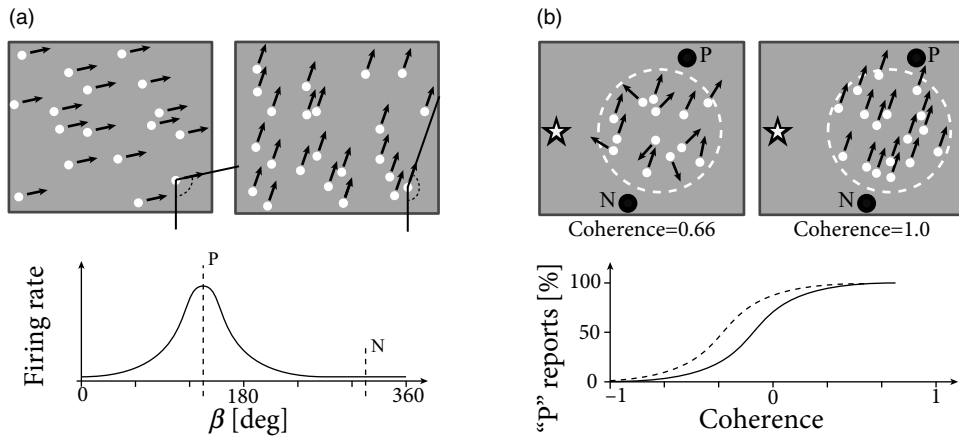 (a)
Firing rate
P
N
0
180
360
β [deg]
(b)
P
N
Coherence=0.66
P
N
Coherence=1.0
"P" reports [%]
100
50
0
−1
0
1
Coherence